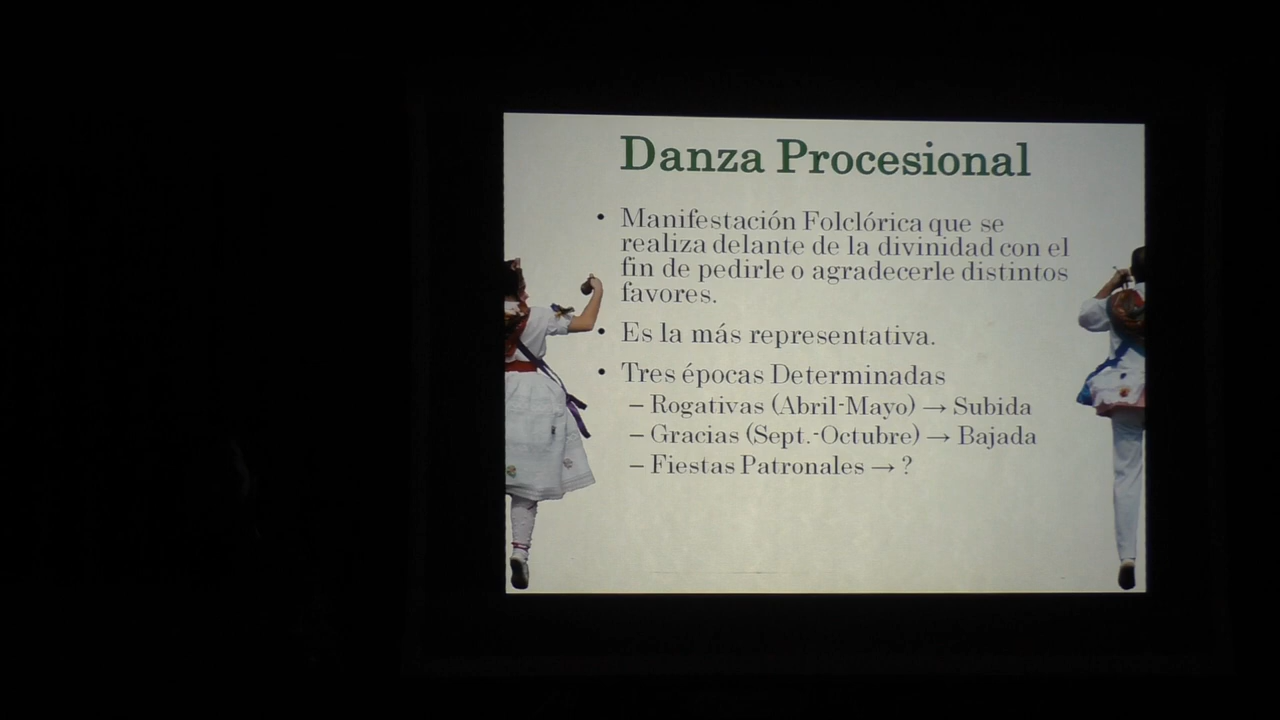 Danza Procesional
• Manifestación Folclórica que se
realiza delante de la divinidad con el
fin de pedirle o agradecerle distintos
favores.
• Es la más representativa.
• Tres épocas Determinadas
– Rogativas (Abril-Mayo) → Subida
– Gracias (Sept.-Octubre) → Bajada
– Fiestas Patronales → ?